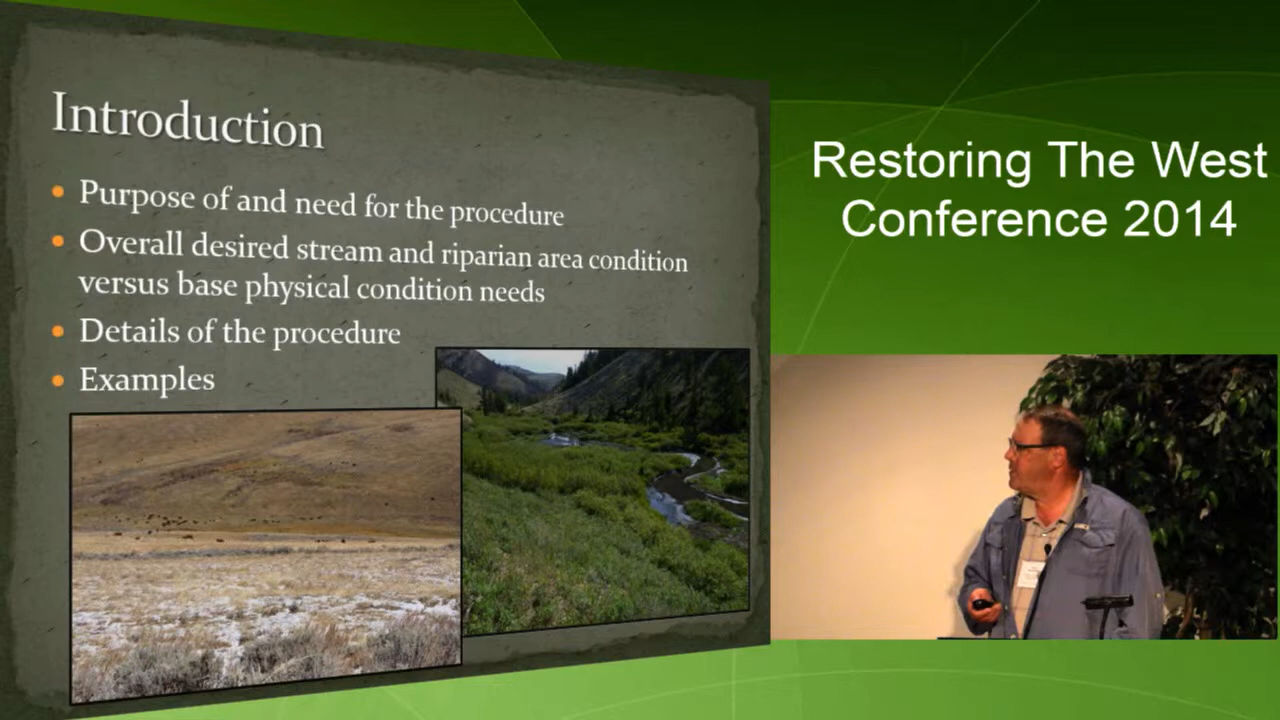 Introduction
Purpose of and need for the procedure
Overall desired stream and riparian area condition
versus base physical condition needs
Details of the procedure
Examples
Restoring The West
Conference 2014